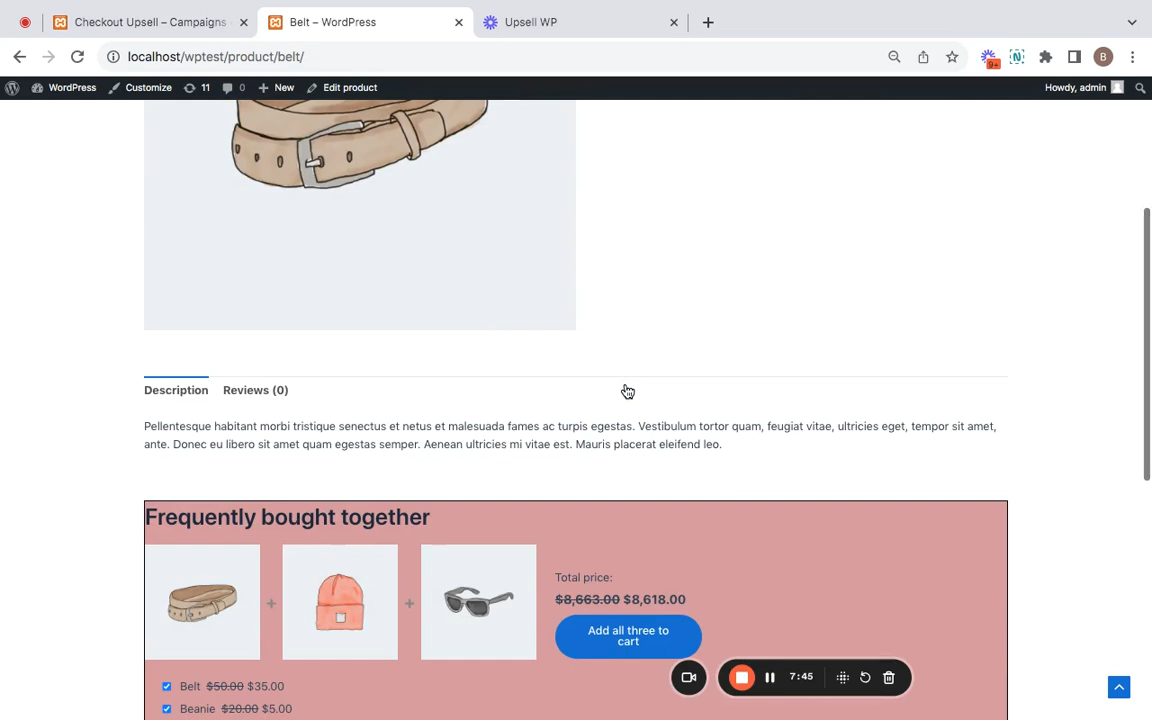 Checkout Upsell – Campaigns
Belt – WordPress
Upsell WP
localhost/wptest/product/belt/
9+
N
B
WordPress
Customize
11
0
New
Edit product
Howdy, admin
Description
Reviews (0)
Pellentesque habitant morbi tristique senectus et netus et malesuada fames ac turpis egestas. Vestibulum tortor quam, feugiat vitae, ultricies eget, tempor sit amet,
ante. Donec eu libero sit amet quam egestas semper. Aenean ultricies mi vitae est. Mauris placerat eleifend leo.
Frequently bought together
+
+
Total price:
$8,663.00 $8,618.00
Add all three to
cart
7:45
Belt $50.00 $35.00
Beanie $20.00 $5.00